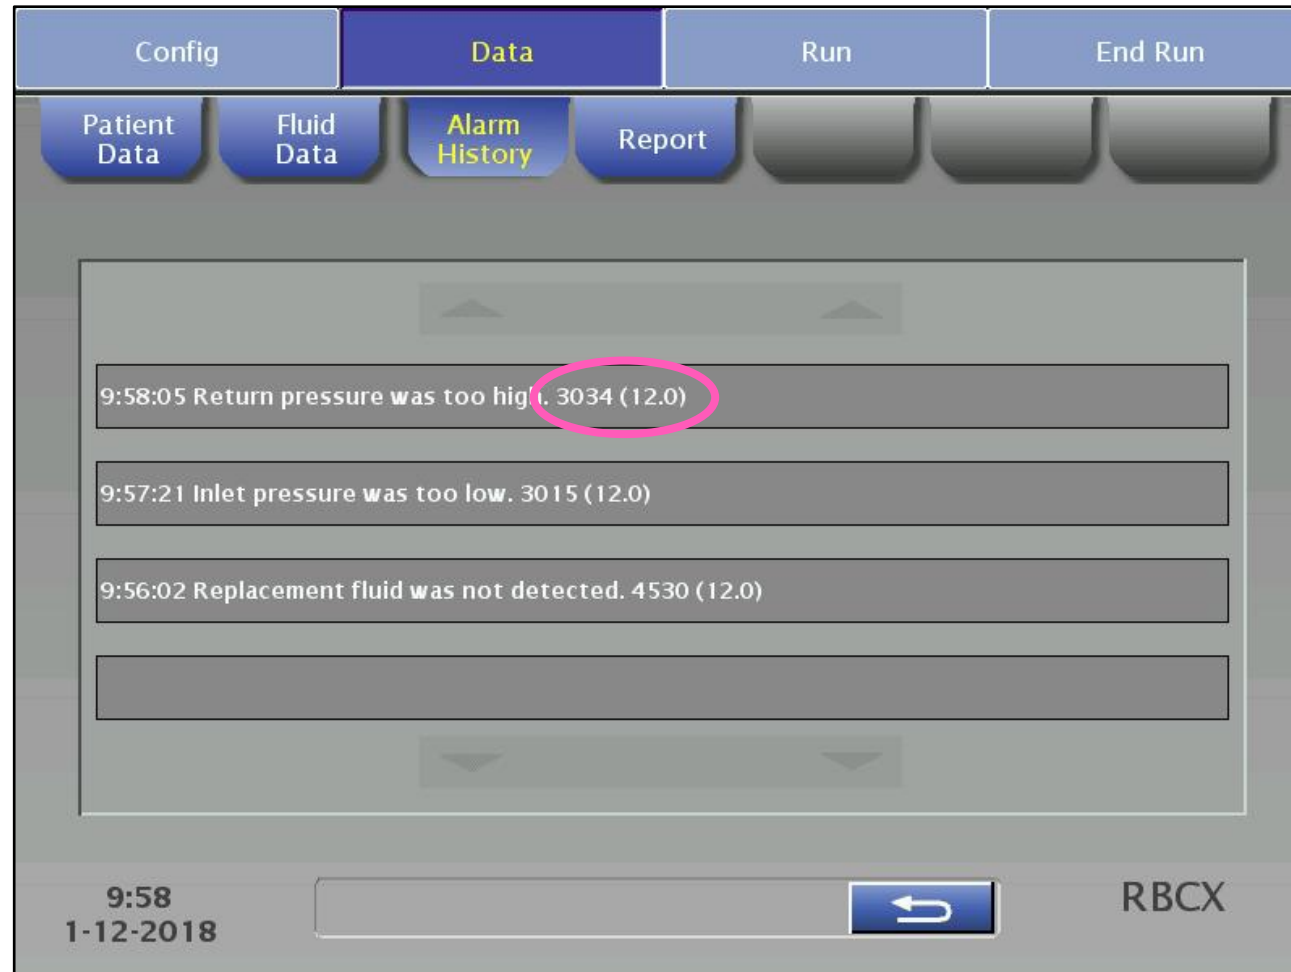 Config
Data
Run
End Run
Patient
Data
Fluid
Data
Alarm
History
Report
9:58:05 Return pressure was too high. 3034 (12.0)
9:57:21 Inlet pressure was too low. 3015 (12.0)
9:56:02 Replacement fluid was not detected. 4530 (12.0)
9:58
1-12-2018
RBCX